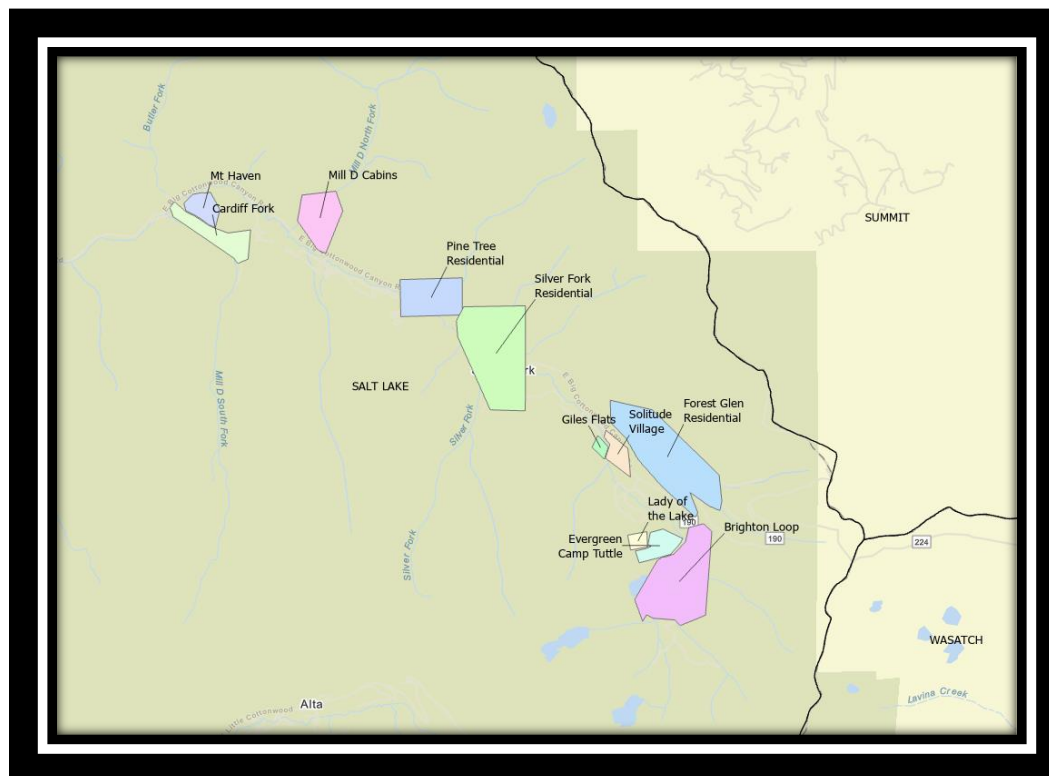 Butler Fork
Mill D North Fork
Mt Haven
Mill D Cabins
E Big Cottonwood Canyon R
Cardiff Fork
SUMMIT
E Big Cottonwood Canyon R
Pine Tree
Residential
Silver Fork
Residential
SALT LAKE
Mill D South Fork
Silver Fork
Giles Flats
Solitude
Village
Forest Glen
Residential
Lady of
the Lake
190
Brighton Loop
190
224
Evergreen
Camp Tuttle
Silver Fork
WASATCH
Lavina Creek
Alta
Little Cottonwood